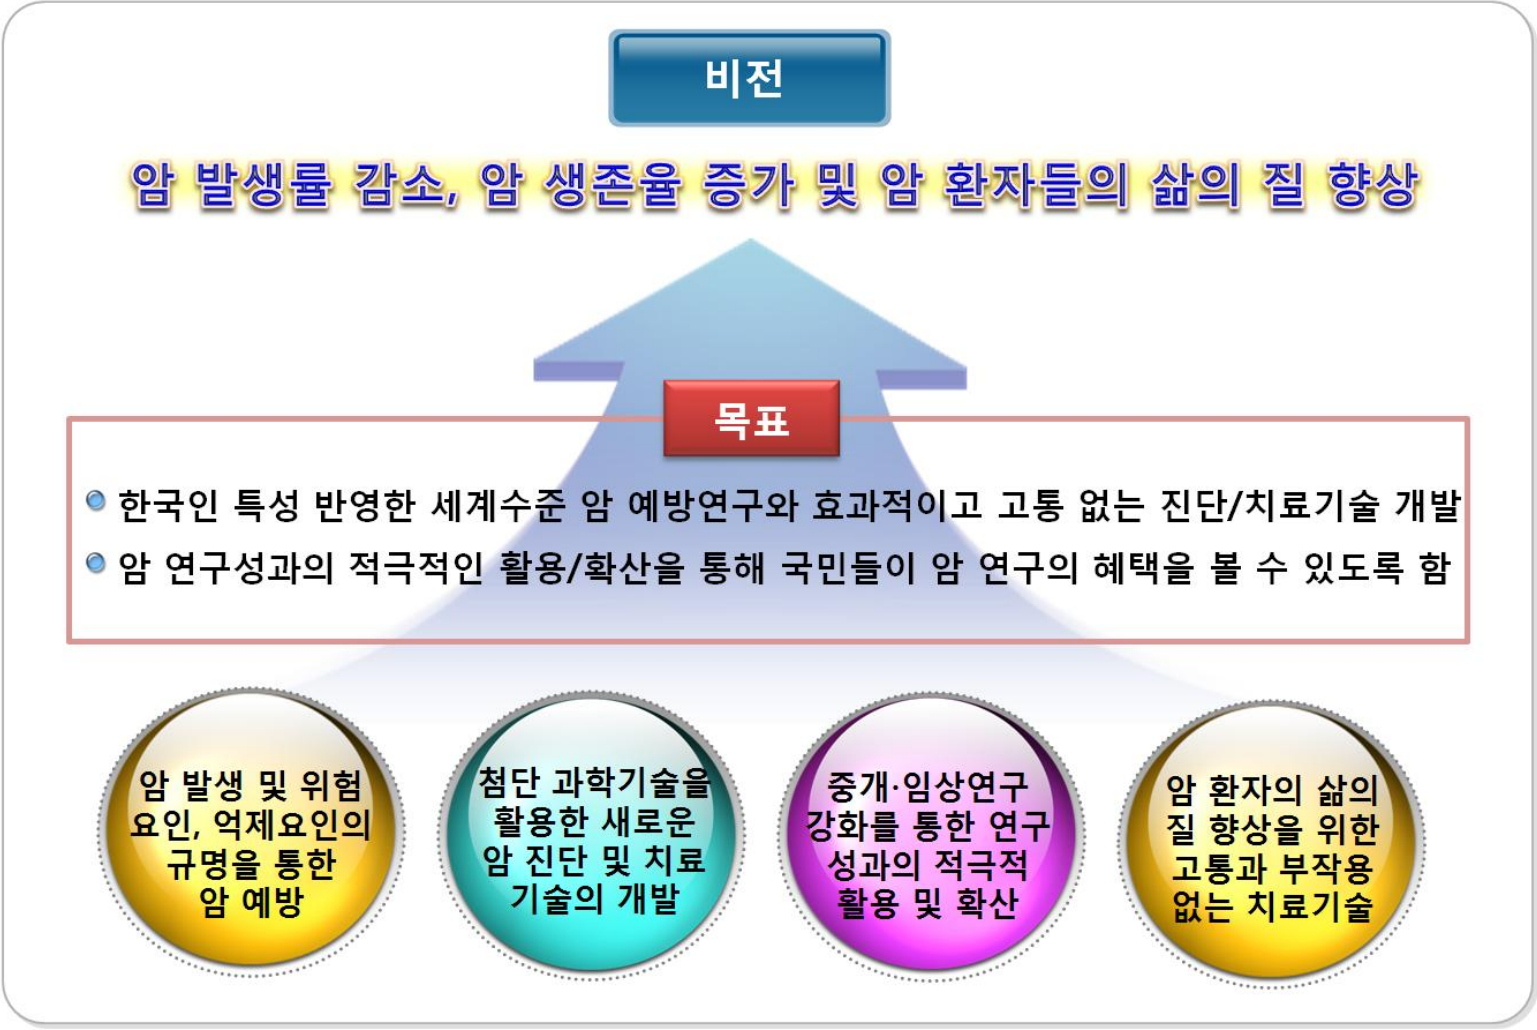 비전
암 발생률 감소, 암 생존율 증가 및 암 환자들의 삶의 질 향상
목표
한국인 특성 반영한 세계수준 암 예방연구와 효과적이고 고통 없는 진단/치료기술 개발
암 연구성과의 적극적인 활용/확산을 통해 국민들이 암 연구의 혜택을 볼 수 있도록 함
암 발생 및 위험
요인, 억제요인의
규명을 통한
암 예방
첨단 과학기술을
활용한 새로운
암 진단 및 치료
기술의 개발
중개·임상연구
강화를 통한 연구
성과의 적극적
활용 및 확산
암 환자의 삶의
질 향상을 위한
고통과 부작용
없는 치료기술